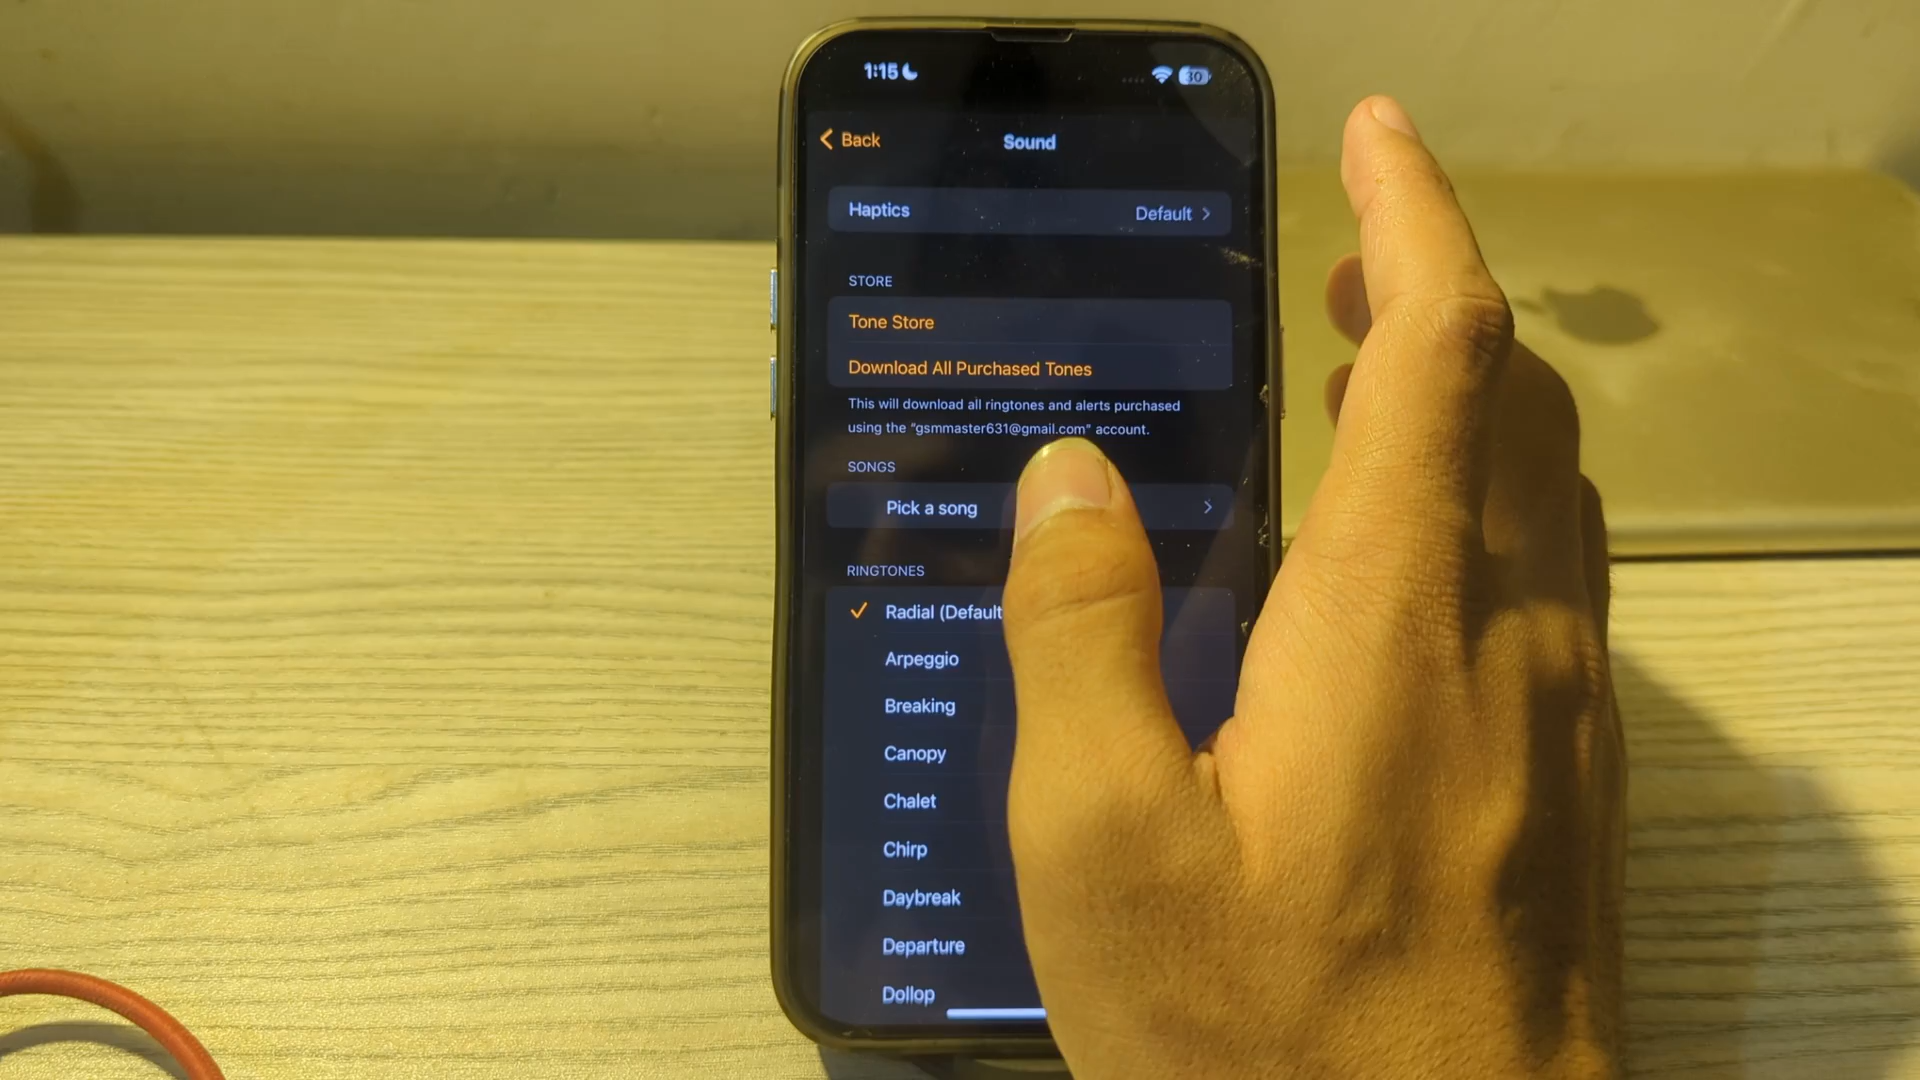 1:15
30
Back
Sound
Haptics
Default
STORE
Tone Store
Download All Purchased Tones
This will download all ringtones and alerts purchased
using the "gsmmaster631@gmail.com" account.
SONGS
Pick a song
RINGTONES
Radial (Default
Arpeggio
Breaking
Canopy
Chalet
Chirp
Daybreak
Departure
Dollop